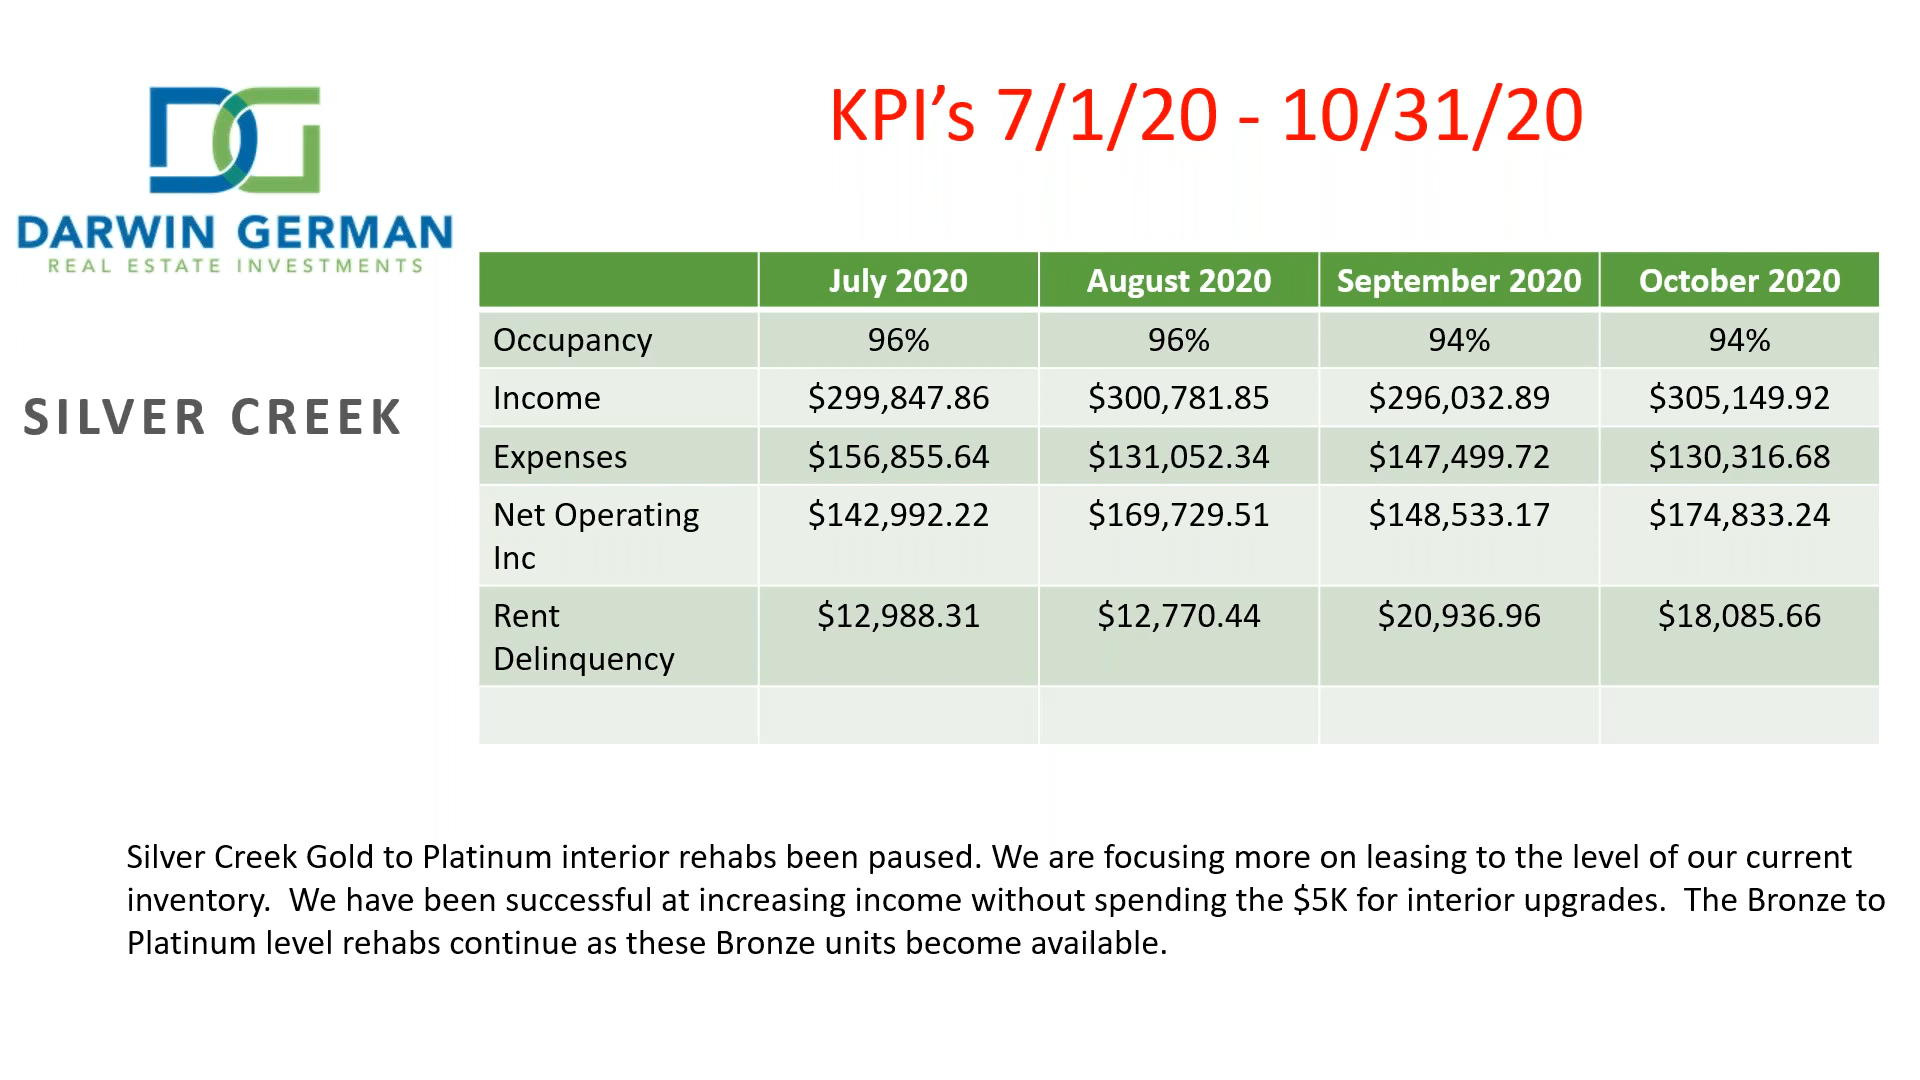 DG
DARWIN GERMAN
REAL ESTATE INVESTMENTS
SILVER CREEK
KPI’s 7/1/20 - 10/31/20
July 2020 August 2020 September 2020 October 2020
Occupancy 96% 96% 94% 94%
Income $299,847.86 $300,781.85 $296,032.89 $305,149.92
Expenses $156,855.64 $131,052.34 $147,499.72 $130,316.68
Net Operating $142,992.22 $169,729.51 $148,533.17 $174,833.24
Inc
Rent $12,988.31 $12,770.44 $20,936.96 $18,085.66
Delinquency
Silver Creek Gold to Platinum interior rehabs been paused. We are focusing more on leasing to the level of our current
inventory.  We have been successful at increasing income without spending the $5K for interior upgrades.  The Bronze to
Platinum level rehabs continue as these Bronze units become available.